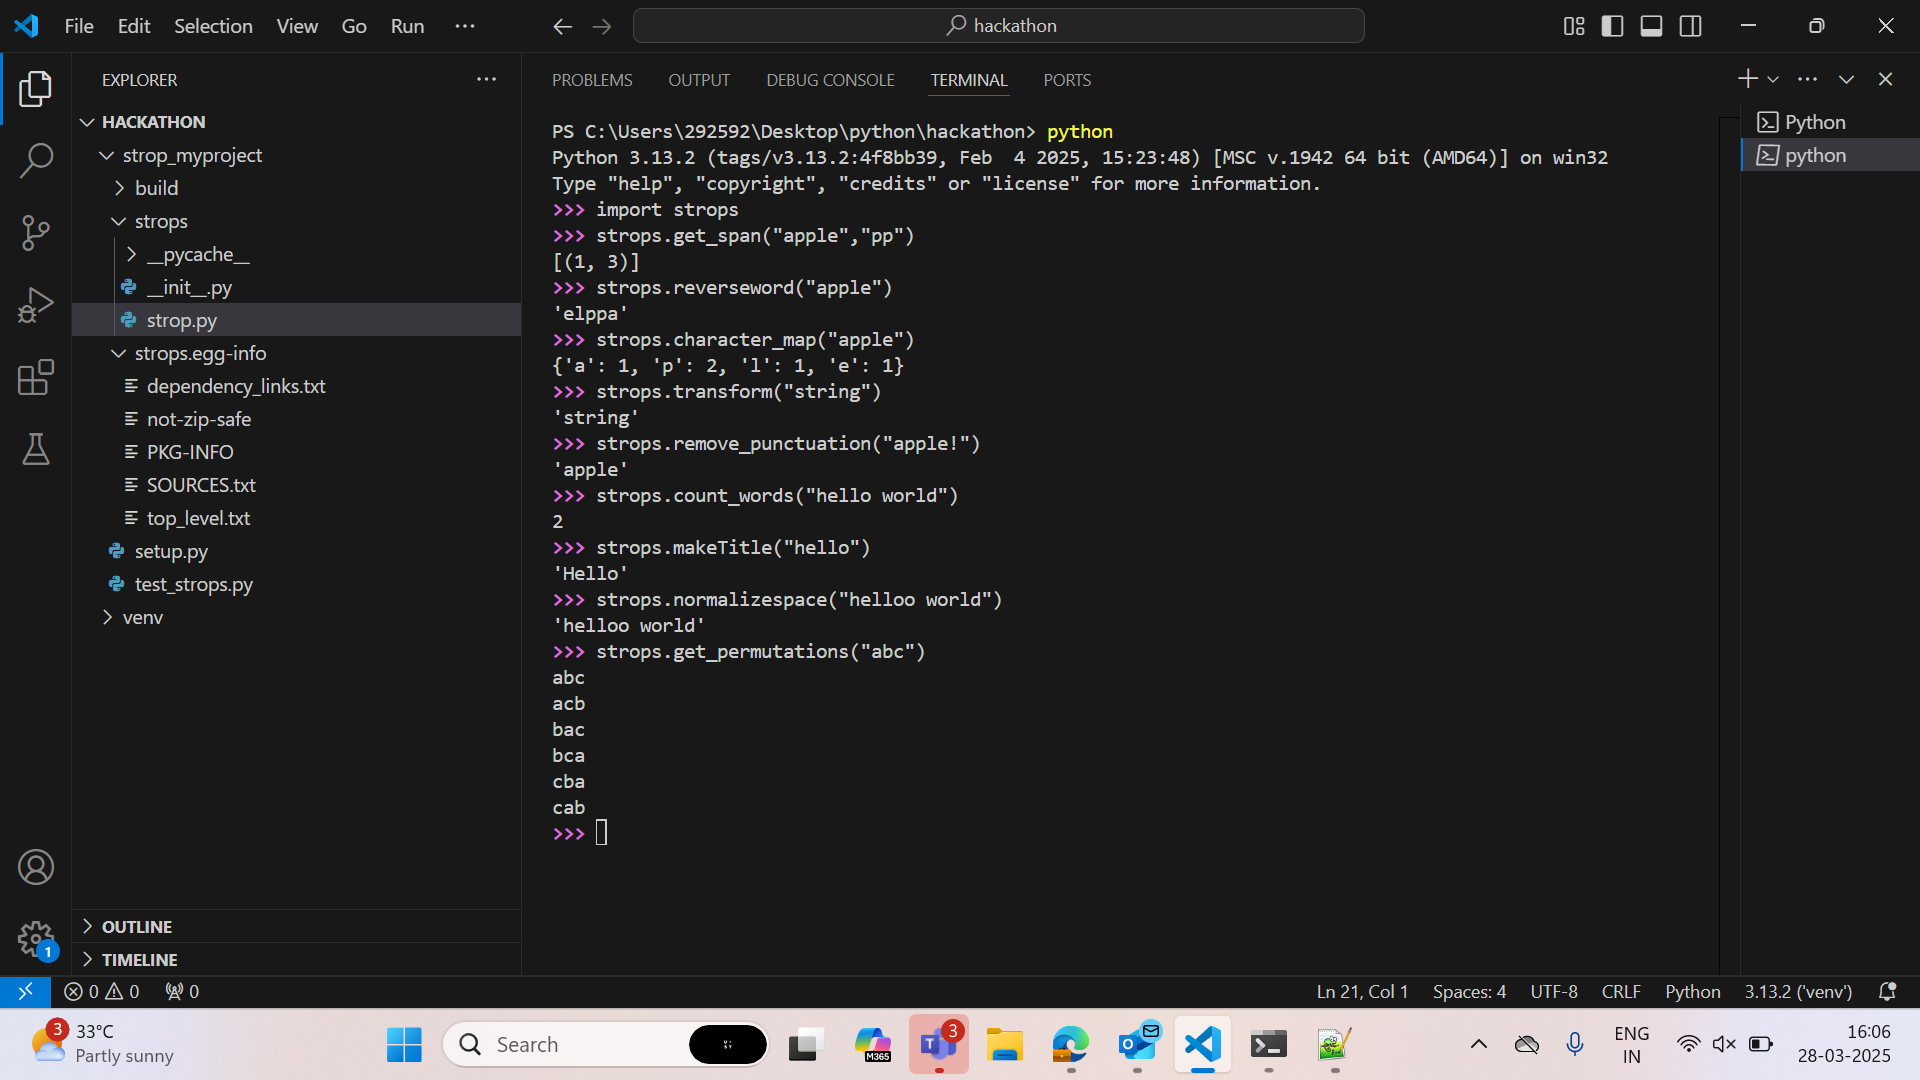 File Edit Selection View Go Run ...
hackathon
EXPLORER
HACKATHON
strop_myproject
build
strops
__pycache__
__init__.py
strop.py
strops.egg-info
dependency_links.txt
not-zip-safe
PKG-INFO
SOURCES.txt
top_level.txt
setup.py
test_strops.py
venv
OUTLINE
TIMELINE
PROBLEMS OUTPUT DEBUG CONSOLE TERMINAL PORTS
PS C:\Users\292592\Desktop\python\hackathon> python
Python 3.13.2 (tags/v3.13.2:4f8bb39, Feb  4 2025, 15:23:48) [MSC v.1942 64 bit (AMD64)] on win32
Type "help", "copyright", "credits" or "license" for more information.
>>> import strops
>>> strops.get_span("apple","pp")
[(1, 3)]
>>> strops.reverseword("apple")
'elppa'
>>> strops.character_map("apple")
{'a': 1, 'p': 2, 'l': 1, 'e': 1}
>>> strops.transform("string")
'string'
>>> strops.remove_punctuation("apple!")
'apple'
>>> strops.count_words("hello world")
2
>>> strops.makeTitle("hello")
'Hello'
>>> strops.normalizespace("helloo world")
'helloo world'
>>> strops.get_permutations("abc")
abc
acb
bac
bca
cba
cab
>>>
Python
python
1
0 0 0
Ln 21, Col 1 Spaces: 4 UTF-8 CRLF Python 3.13.2 ('venv')
3
33°C
Partly sunny
Search
M365
3
ENG
IN
16:06
28-03-2025